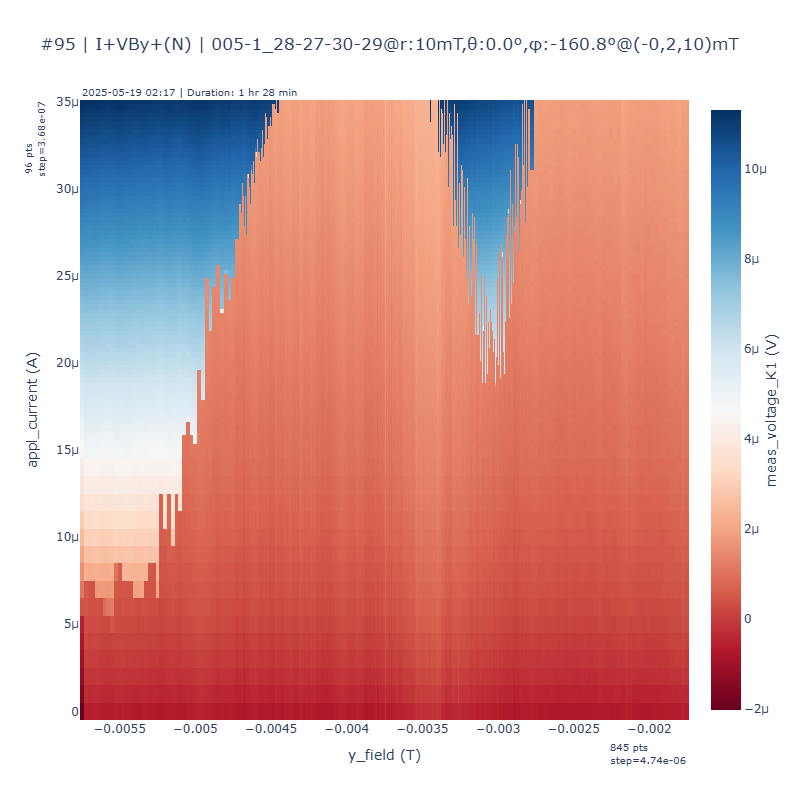 #95 | I+VBy+(N) | 005-1_28-27-30-29@r:10mT,θ:0.0º,φ:-160.8º@(-0,2,10)mT
2025-05-19 02:17 | Duration: 1 hr 28 min
96 pts
step=3.68e-07
35μ
30μ
25μ
20μ
15μ
10μ
5μ
0
appl_current (A)
−0.0055
−0.005
−0.0045
−0.004
−0.0035
−0.003
−0.0025
−0.002
y_field (T)
845 pts
step=4.74e-06
10μ
8μ
6μ
4μ
2μ
0
−2μ
meas_voltage_K1 (V)